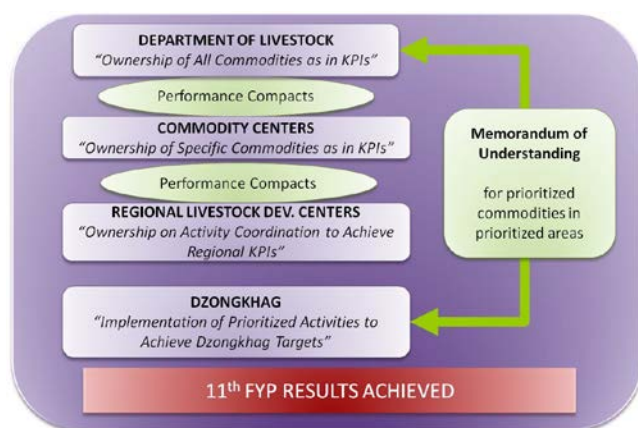 DEPARTMENT OF LIVESTOCK
"Ownership of All Commodities as in KPIs"
Performance Compacts
COMMODITY CENTERS
"Ownership of Specific Commodities as in KPIs"
Performance Compacts
REGIONAL LIVESTOCK DEV. CENTERS
"Ownership on Activity Coordination to Achieve
Regional KPIs"
DZONGKHAG
"Implementation of Prioritized Activities to
Achieve Dzongkhag Targets"
Memorandum of
Understanding
for prioritized
commodities in
prioritized areas
11th FYP RESULTS ACHIEVED